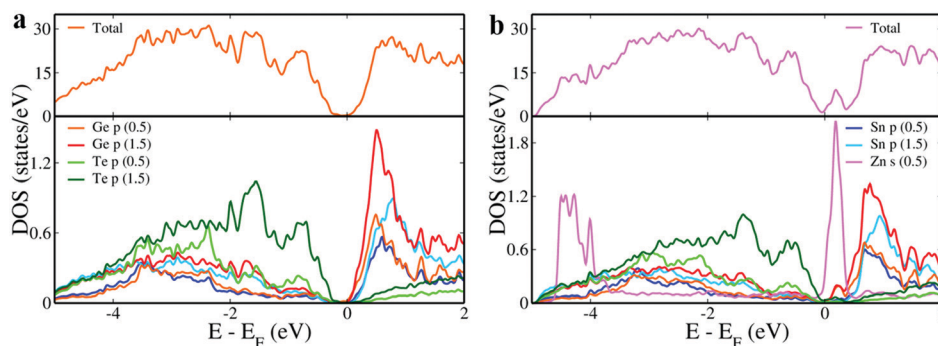 a
30
Total
15
0
DOS (states/eV)
Ge p (0.5)
Ge p (1.5)
Te p (0.5)
Te p (1.5)
1.2
0.6
0
-4
-2
0
2
E - E_F (eV)
b
30
Total
15
0
DOS (states/eV)
Sn p (0.5)
Sn p (1.5)
Zn s (0.5)
1.8
1.2
0.6
0
-4
-2
0
E - E_F (eV)